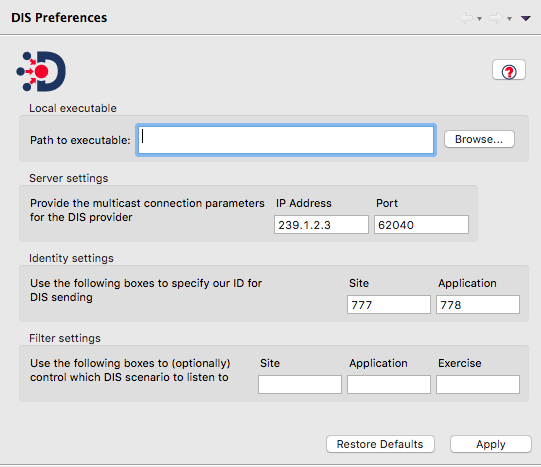 DIS Preferences
D
?
Local executable
Path to executable:
Browse...
Server settings
Provide the multicast connection parameters
for the DIS provider
IP Address
Port
239.1.2.3
62040
Identity settings
Use the following boxes to specify our ID for
DIS sending
Site
Application
777
778
Filter settings
Use the following boxes to (optionally)
control which DIS scenario to listen to
Site
Application
Exercise
Restore Defaults
Apply